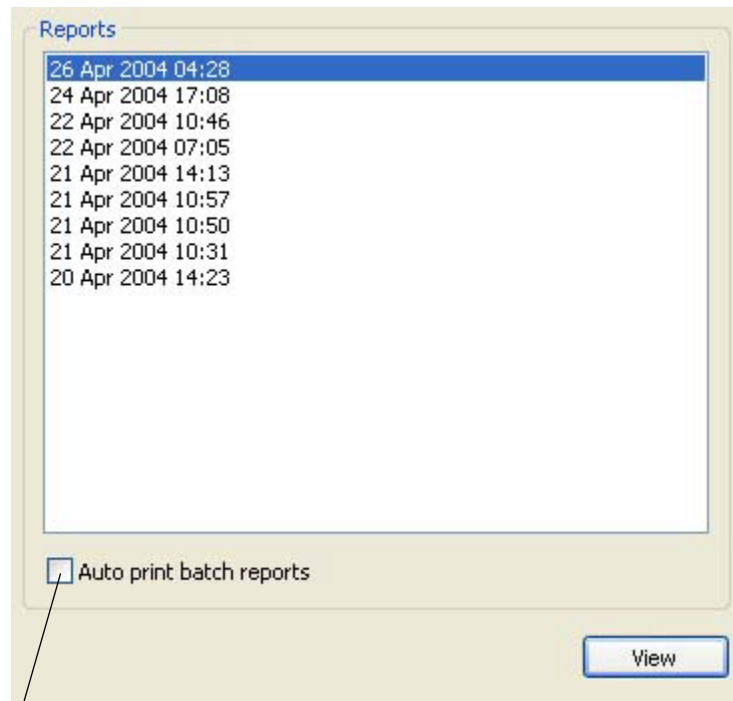 Reports
26 Apr 2004 04:28
24 Apr 2004 17:08
22 Apr 2004 10:46
22 Apr 2004 07:05
21 Apr 2004 14:13
21 Apr 2004 10:57
21 Apr 2004 10:50
21 Apr 2004 10:31
20 Apr 2004 14:23
Auto print batch reports
View